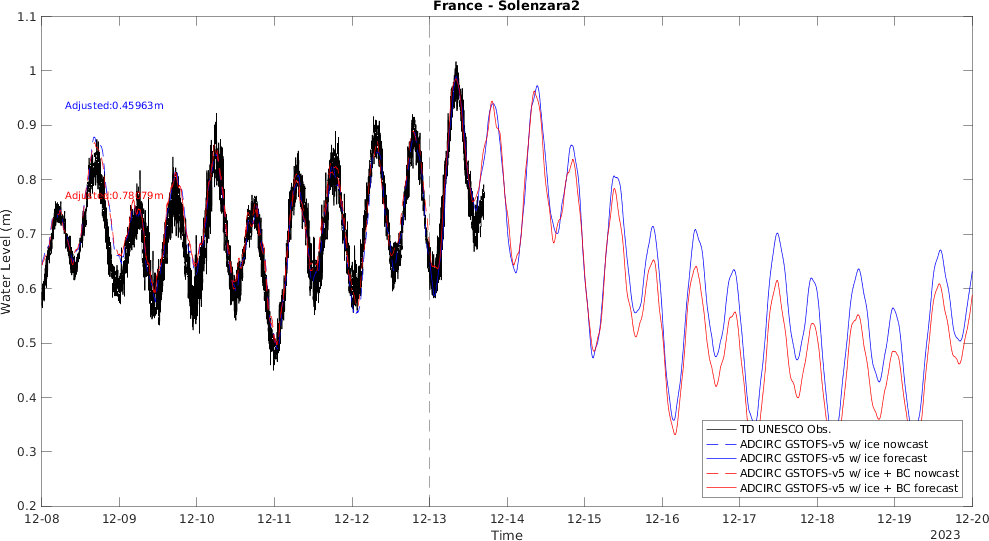 France - Solenzara2
1.1
1
0.9
0.8
0.7
0.6
0.5
0.4
0.3
0.2
Water Level (m)
Adjusted:0.45963m
TD UNESCO Obs.
ADCIRC GSTOFS-v5 w/ ice nowcast
ADCIRC GSTOFS-v5 w/ ice forecast
ADCIRC GSTOFS-v5 w/ ice + BC nowcast
ADCIRC GSTOFS-v5 w/ ice + BC forecast
12-08 12-09 12-10 12-11 12-12 12-13 12-14 12-15 12-16 12-17 12-18 12-19 12-20
Time
2023